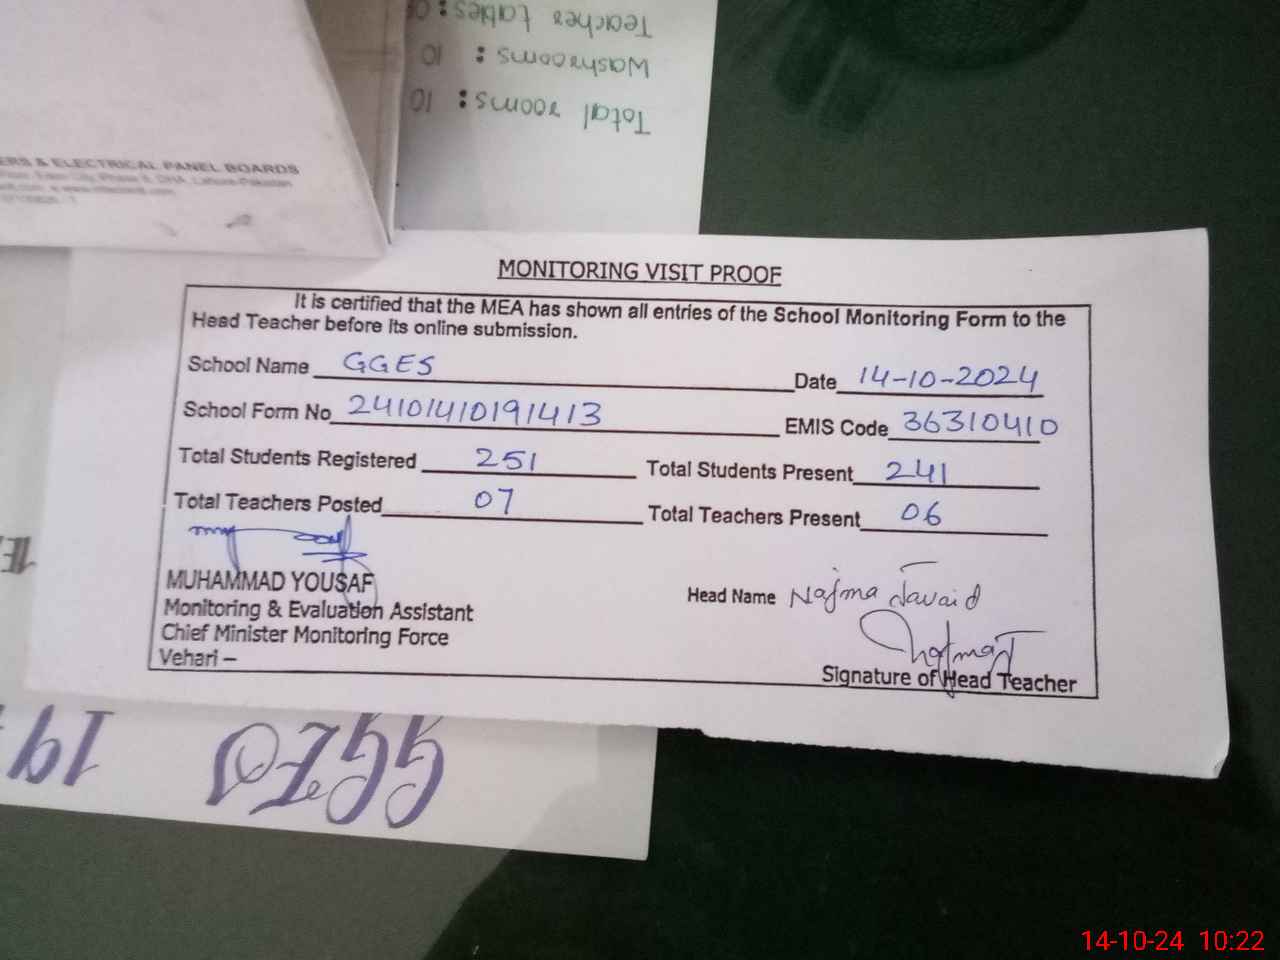 Teacher tables:
Washrooms: 10
Total rooms: 10
ERS & ELECTRICAL PANEL BOARDS
MONITORING VISIT PROOF
It is certified that the MEA has shown all entries of the School Monitoring Form to the
Head Teacher before its online submission.
School Name GGES Date 14-10-2024
School Form No 24101410191413 EMIS Code 36310410
Total Students Registered 251 Total Students Present 241
Total Teachers Posted 07 Total Teachers Present 06
MUHAMMAD YOUSAF
Monitoring & Evaluation Assistant
Chief Minister Monitoring Force
Vehari –
Head Name Najma Javaid
Signature of Head Teacher
14-10-24 10:22